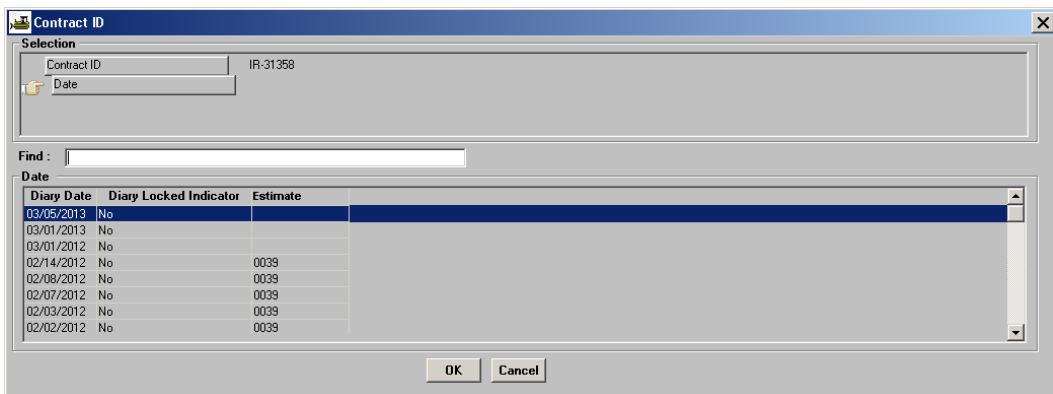 Contract ID
Selection
Contract ID IR-31358
Date
Find :
Date
Diary Date Diary Locked Indicator Estimate
03/05/2013 No
03/01/2013 No
03/01/2012 No
02/14/2012 No 0039
02/08/2012 No 0039
02/07/2012 No 0039
02/03/2012 No 0039
02/02/2012 No 0039
OK Cancel